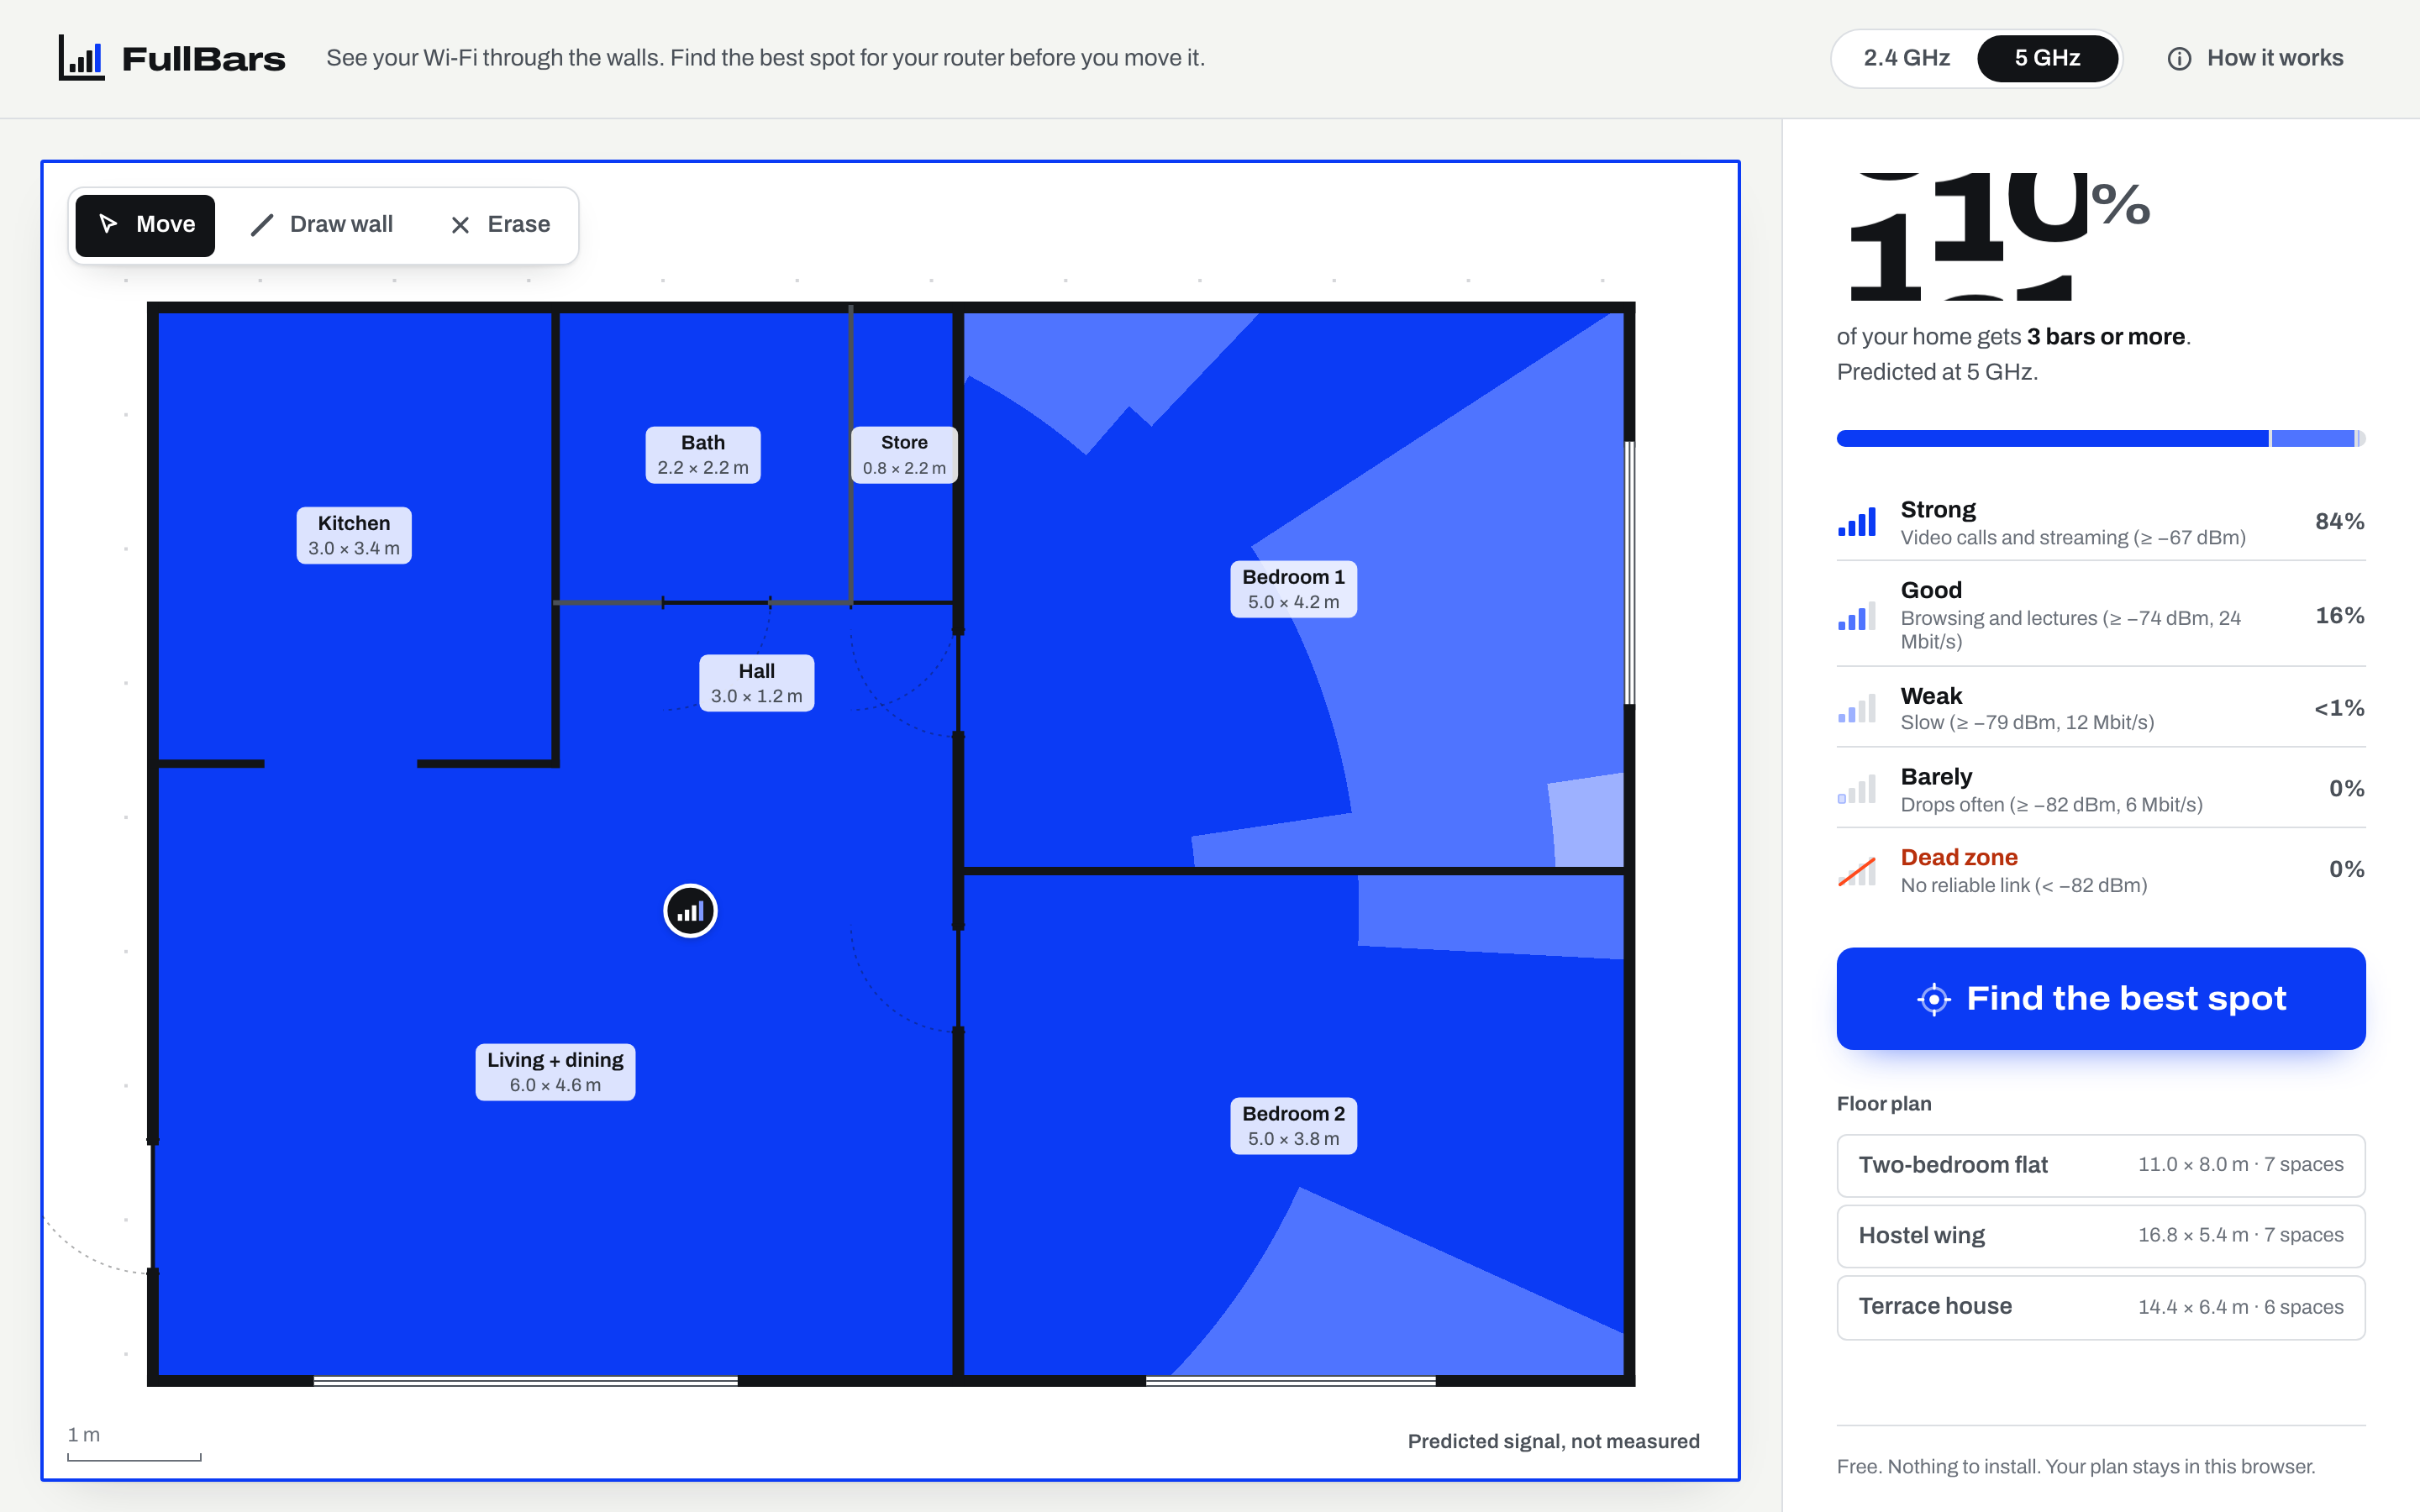 FullBars
See your Wi-Fi through the walls. Find the best spot for your router before you move it.
2.4 GHz
5 GHz
How it works
Move
Draw wall
Erase
Bath
2.2 × 2.2 m
Store
0.8 × 2.2 m
Kitchen
3.0 × 3.4 m
Bedroom 1
5.0 × 4.2 m
Hall
3.0 × 1.2 m
Living + dining
6.0 × 4.6 m
Bedroom 2
5.0 × 3.8 m
1 m
Predicted signal, not measured
%
of your home gets 3 bars or more.
Predicted at 5 GHz.
Strong
Video calls and streaming (≥ −67 dBm)
84%
Good
Browsing and lectures (≥ −74 dBm, 24
Mbit/s)
16%
Weak
Slow (≥ −79 dBm, 12 Mbit/s)
<1%
Barely
Drops often (≥ −82 dBm, 6 Mbit/s)
0%
Dead zone
No reliable link (< −82 dBm)
0%
Find the best spot
Floor plan
Two-bedroom flat
11.0 × 8.0 m · 7 spaces
Hostel wing
16.8 × 5.4 m · 7 spaces
Terrace house
14.4 × 6.4 m · 6 spaces
Free. Nothing to install. Your plan stays in this browser.